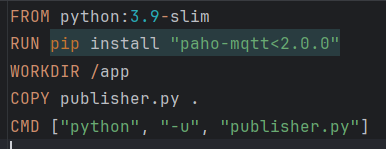 FROM python:3.9-slim
RUN pip install "paho-mqtt<2.0.0"
WORKDIR /app
COPY publisher.py .
CMD ["python", "-u", "publisher.py"]